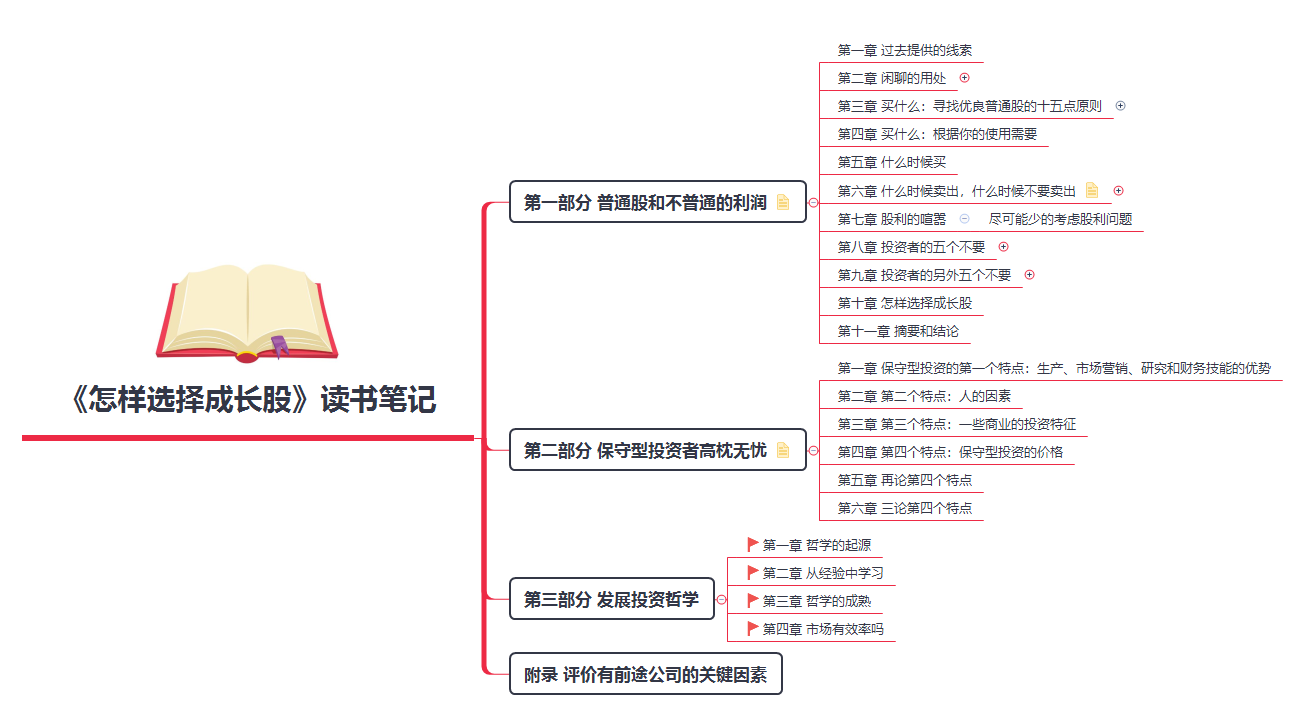 《怎样选择成长股》读书笔记
第一部分 普通股和不普通的利润
第一章 过去提供的线索
第二章 闲聊的用处
第三章 买什么：寻找优良普通股的十五点原则
第四章 买什么：根据你的使用需要
第五章 什么时候买
第六章 什么时候卖出，什么时候不要卖出
第七章 股利的喧嚣
尽可能少的考虑股利问题
第八章 投资者的五个不要
第九章 投资者的另外五个不要
第十章 怎样选择成长股
第十一章 摘要和结论
第二部分 保守型投资者高枕无忧
第一章 保守型投资的第一个特点：生产、市场营销、研究和财务技能的优势
第二章 第二个特点：人的因素
第三章 第三个特点：一些商业的投资特征
第四章 第四个特点：保守型投资的价格
第五章 再论第四个特点
第六章 三论第四个特点
第三部分 发展投资哲学
第一章 哲学的起源
第二章 从经验中学习
第三章 哲学的成熟
第四章 市场有效率吗
附录 评价有前途公司的关键因素